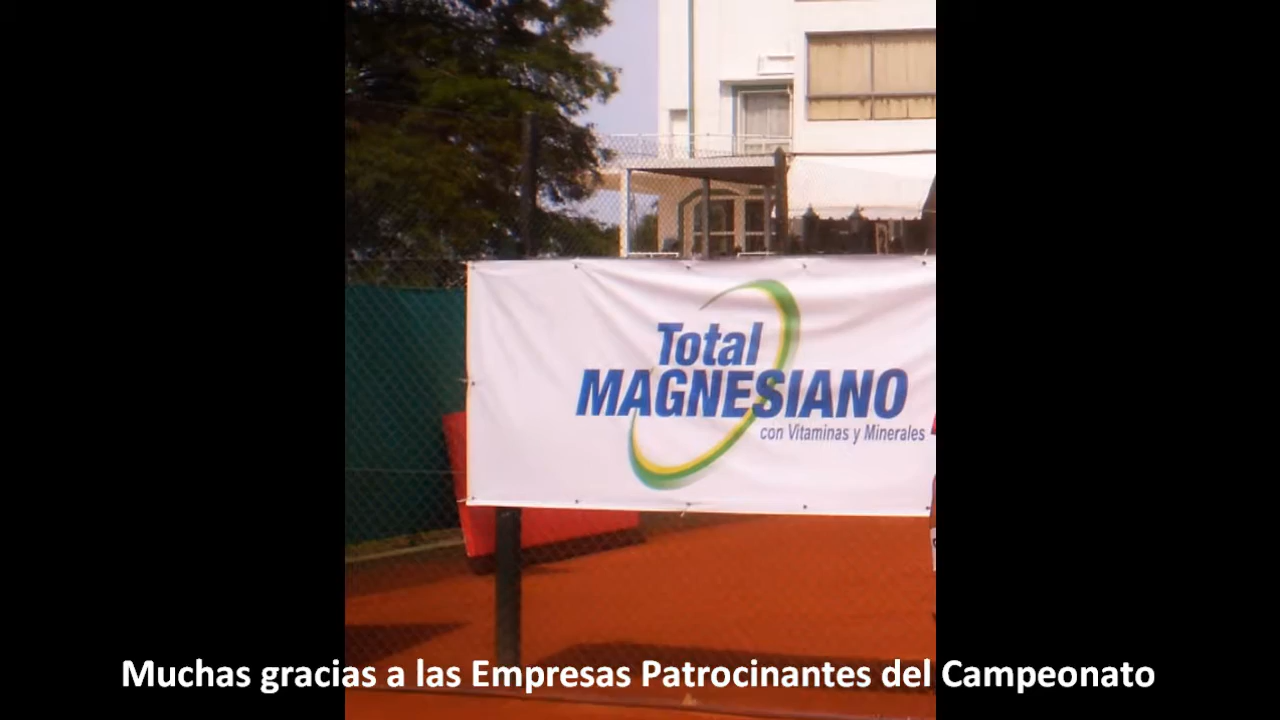 Total
MAGNESIANO
con Vitaminas y Minerales
Muchas gracias a las Empresas Patrocinantes del Campeonato